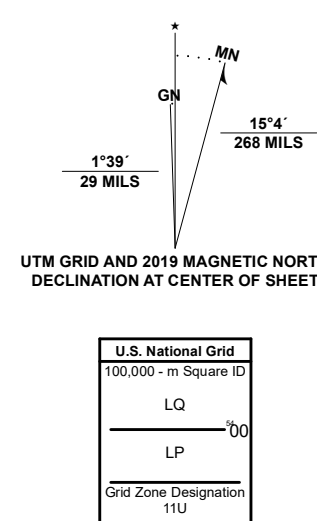 ★
MN
GN
15°4´
268 MILS
1°39´
29 MILS
UTM GRID AND 2019 MAGNETIC NORT
DECLINATION AT CENTER OF SHEET
U.S. National Grid
100,000 - m Square ID
LQ
5400
LP
Grid Zone Designation
11U